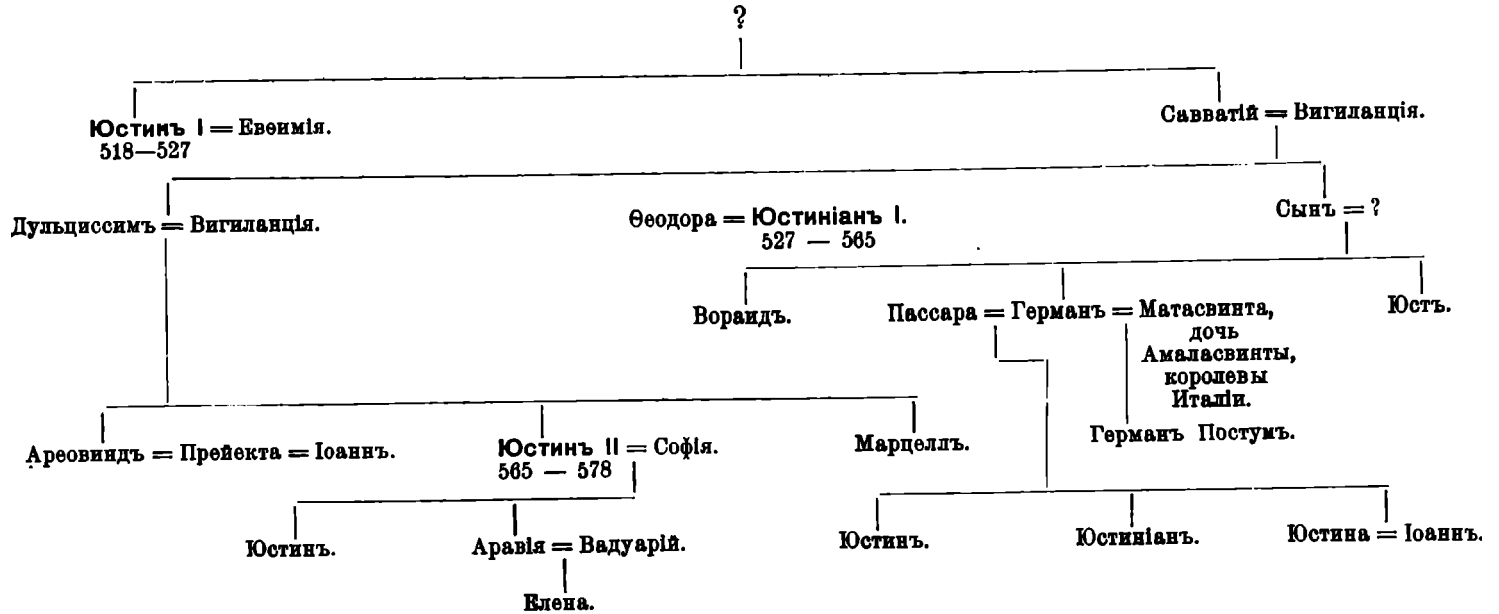 ?
Юстинъ I = Евѳимія.
518—527
Савватій = Вигиланція.
Дульциссимъ = Вигиланція.
Ѳеодора = Юстиніанъ I.
527 — 565
Сынъ = ?
Вораидъ.
Пассара = Германъ = Матасвинта,
дочь
Амаласвинты,
королевы
Италіи.
Юстъ.
Германъ Постумъ.
Ареовиндъ = Прейекта = Іоаннъ.
Юстинъ II = Софія.
565 — 578
Марцеллъ.
Юстинъ.
Аравія = Вадуарій.
Елена.
Юстинъ.
Юстиніанъ.
Юстина = Іоаннъ.